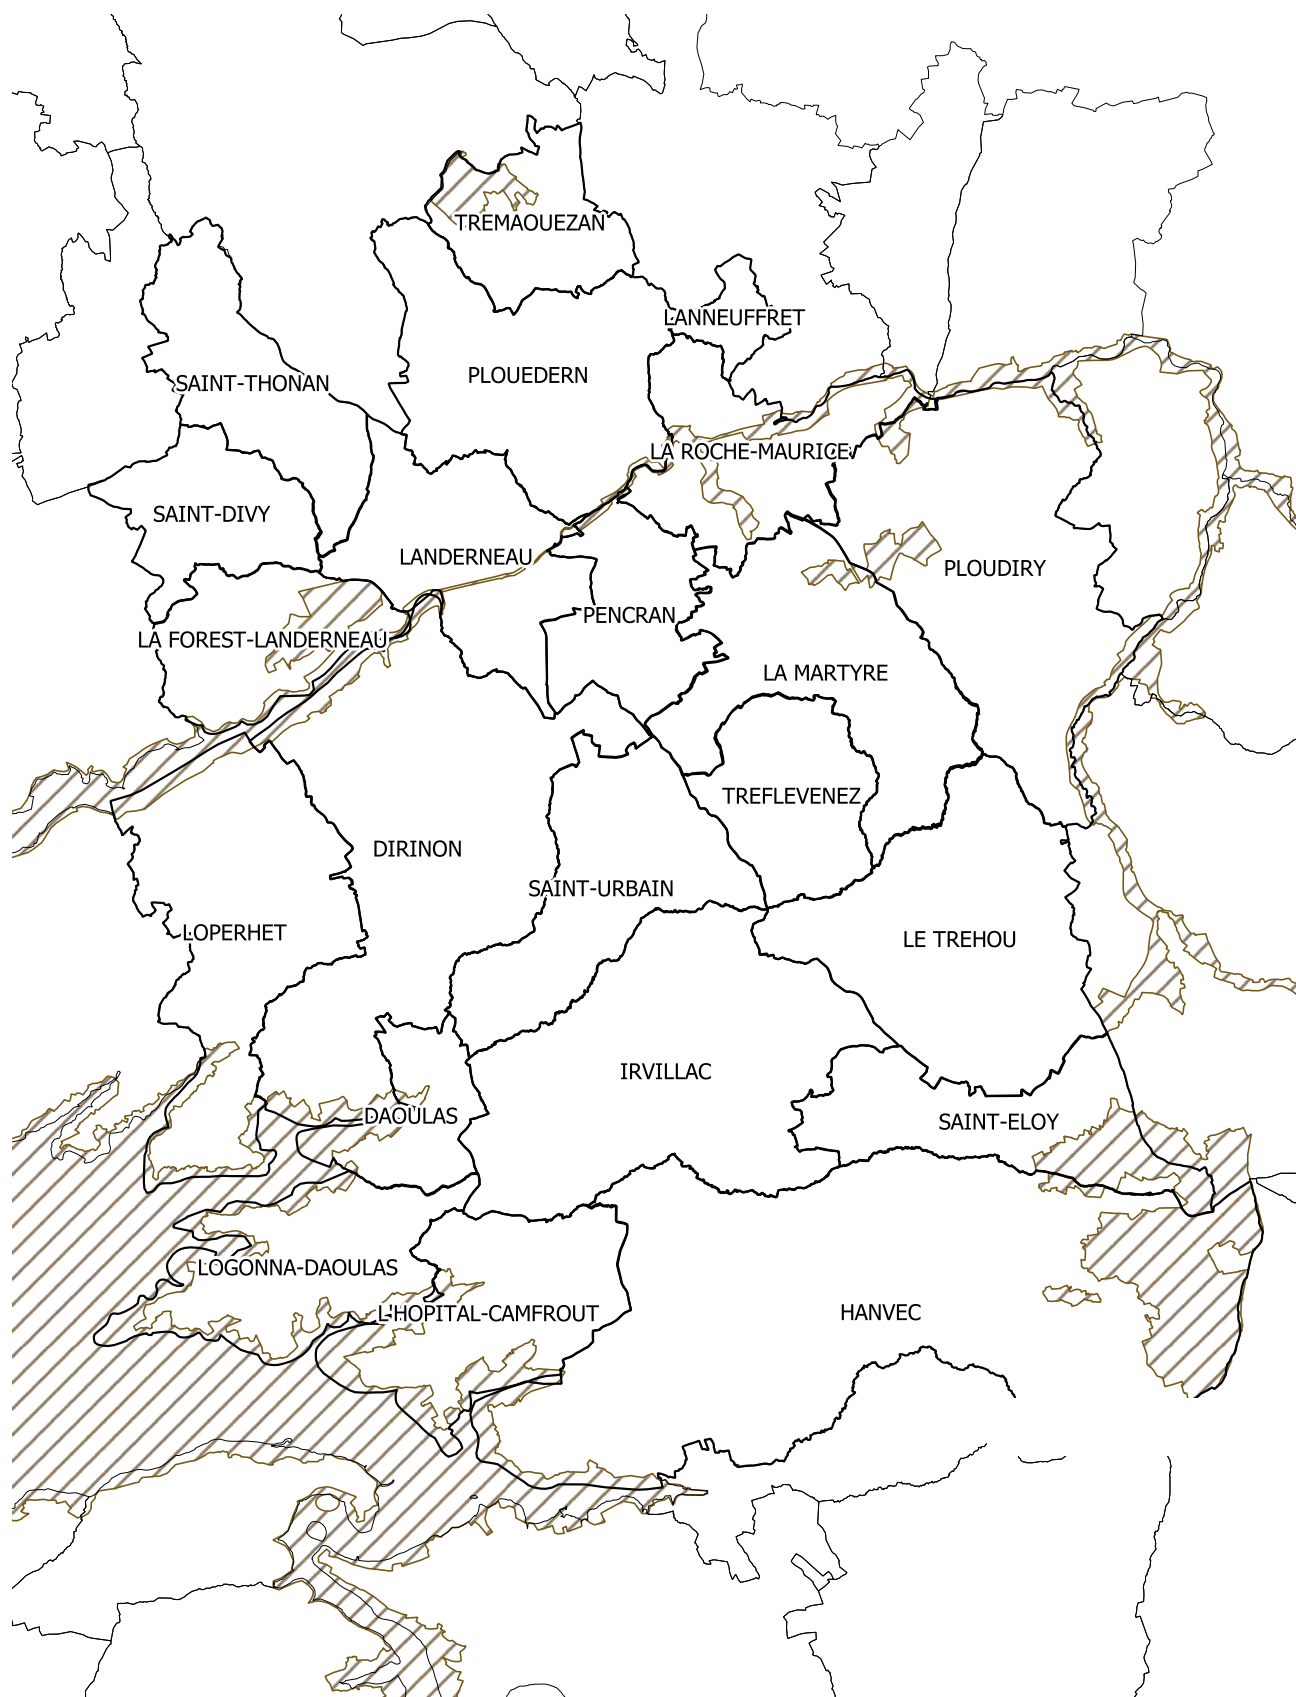 TREMAOUEZAN
LANNEUFFRET
PLOUEDERN
SAINT-THONAN
LA ROCHE-MAURICE
SAINT-DIVY
LANDERNEAU
PLOUDIRY
PENCRAN
LA FOREST-LANDERNEAU
LA MARTYRE
TREFLEVENEZ
DIRINON
SAINT-URBAIN
LOPERHET
LE TREHOU
IRVILLAC
DAOULAS
SAINT-ELOY
LOGONNA-DAOULAS
L'HOPITAL-CAMFROUT
HANVEC